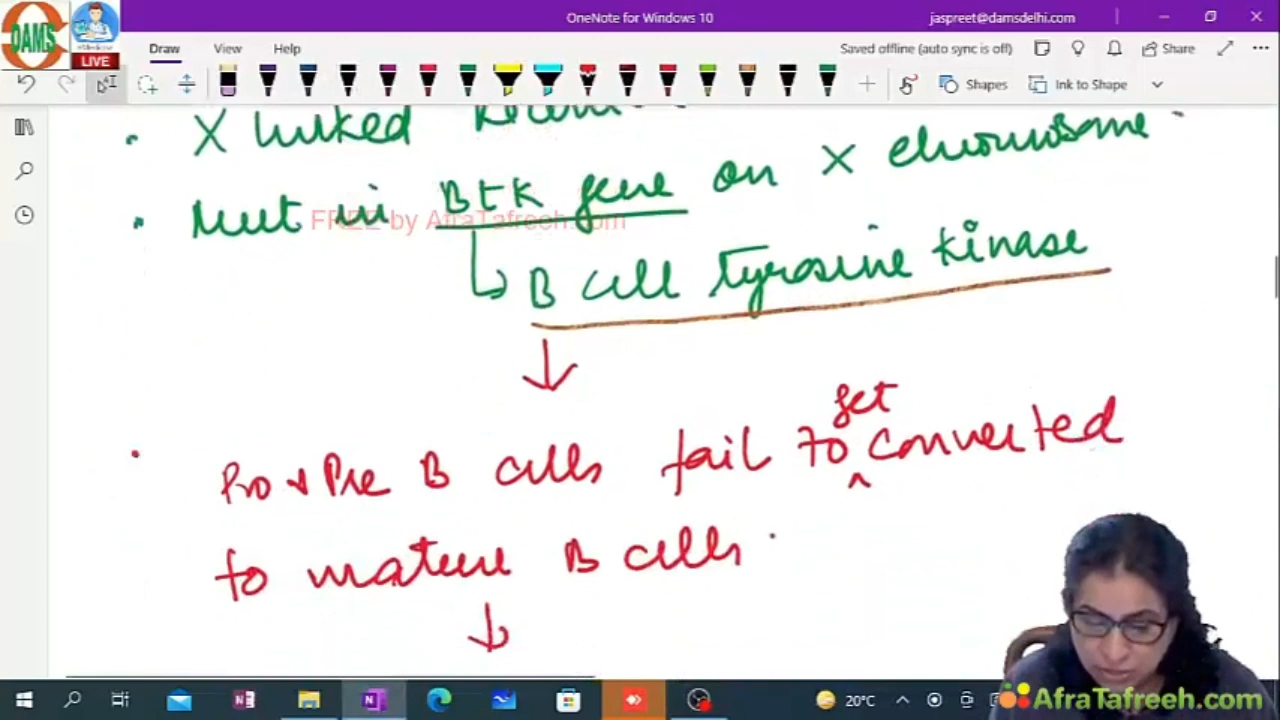 OneNote for Windows 10
jaspreet@damsdelhi.com
DAMS
LIVE
Draw View Help
Saved offline (auto sync is off)
Share
Shapes
Ink to Shape
• X linked
• Mut in BtK gene on X chromosome
FREE by AfraTafreeh.com
B cell tyrosine kinase
get
• Pro & Pre B cells fail to ^ converted
to mature B cells.
20°C
AfraTafreeh.com